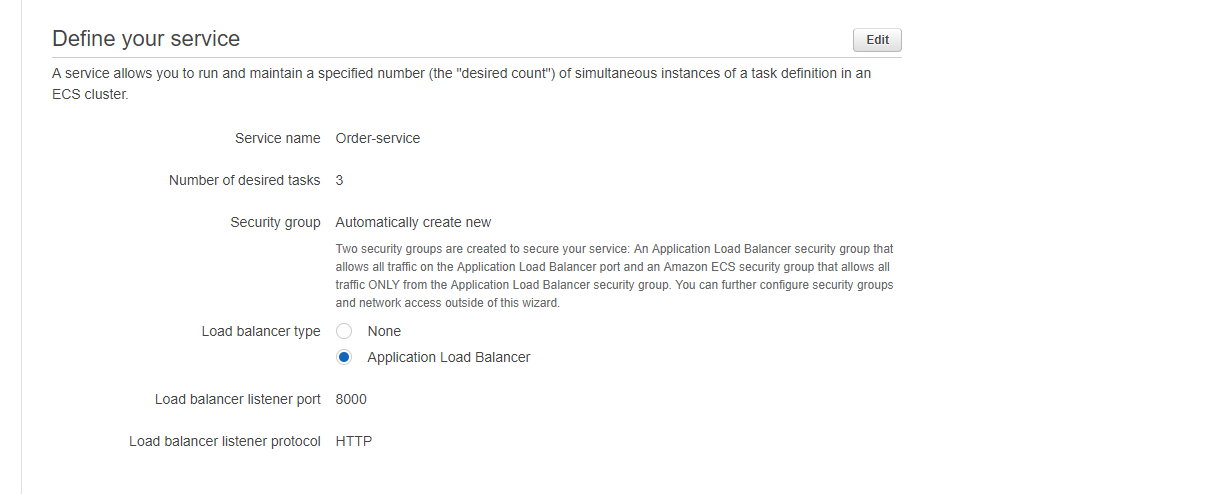 Define your service
Edit
A service allows you to run and maintain a specified number (the "desired count") of simultaneous instances of a task definition in an
ECS cluster.
Service name Order-service
Number of desired tasks 3
Security group Automatically create new
Two security groups are created to secure your service: An Application Load Balancer security group that
allows all traffic on the Application Load Balancer port and an Amazon ECS security group that allows all
traffic ONLY from the Application Load Balancer security group. You can further configure security groups
and network access outside of this wizard.
Load balancer type None
Application Load Balancer
Load balancer listener port 8000
Load balancer listener protocol HTTP